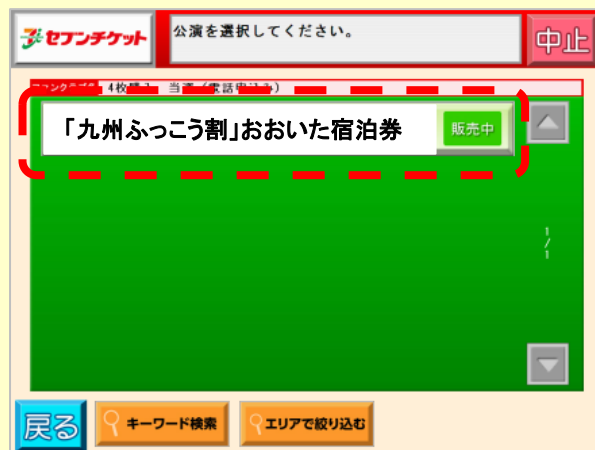 セブンチケット
公演を選択してください。
中止
4枚購入 当選(電話申込み)
「九州ふっこう割」おおいた宿泊券
販売中
1/1
戻る
キーワード検索
エリアで絞り込む